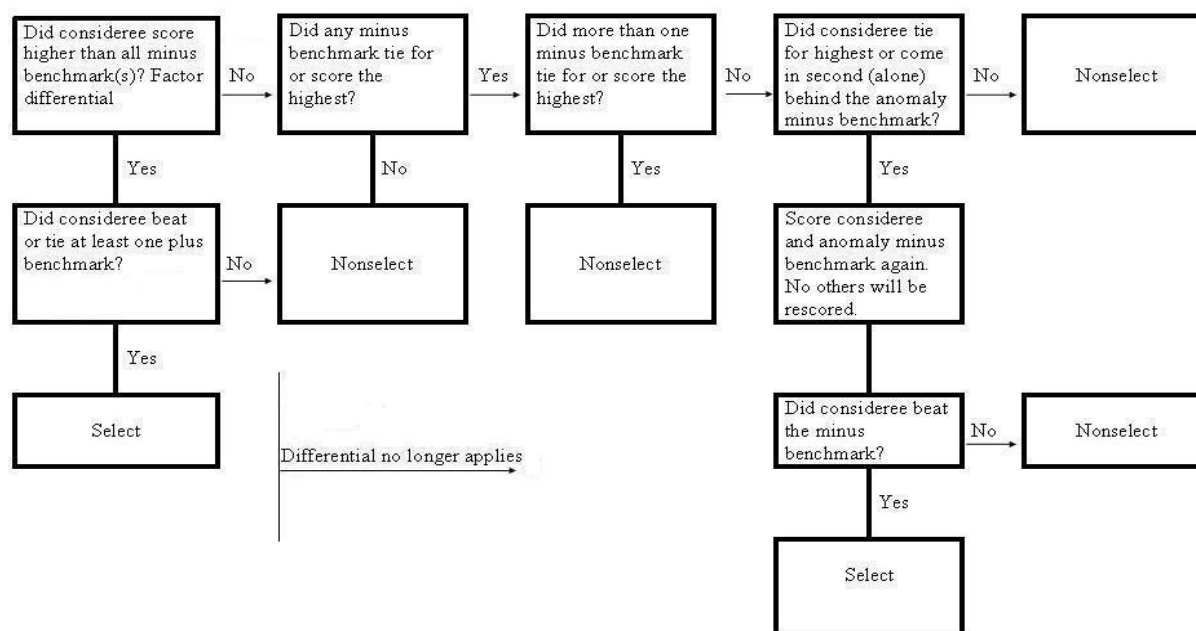 Did consideree score
higher than all minus
benchmark(s)? Factor
differential
No
Did any minus
benchmark tie for
or score the
highest?
Yes
Did more than one
minus benchmark
tie for or score the
highest?
No
Did consideree tie
for highest or come
in second (alone)
behind the anomaly
minus benchmark?
No
Nonselect
Yes
No
Yes
Yes
Did consideree beat
or tie at least one plus
benchmark?
No
Nonselect
Nonselect
Score consideree
and anomaly minus
benchmark again.
No others will be
rescored.
Yes
Select
Differential no longer applies
Did consideree beat
the minus
benchmark?
No
Nonselect
Yes
Select